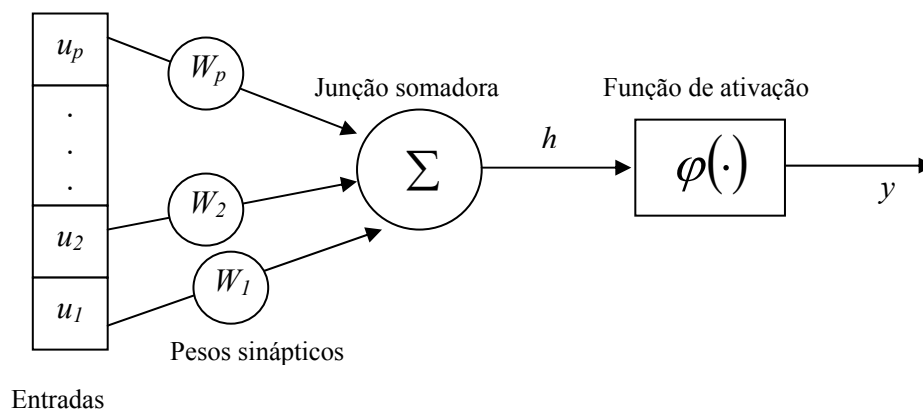 u_p
W_p
Junção somadora
Função de ativação
.
.
.
Σ
h
φ(·)
y
W_2
u_2
W_1
u_1
Pesos sinápticos
Entradas